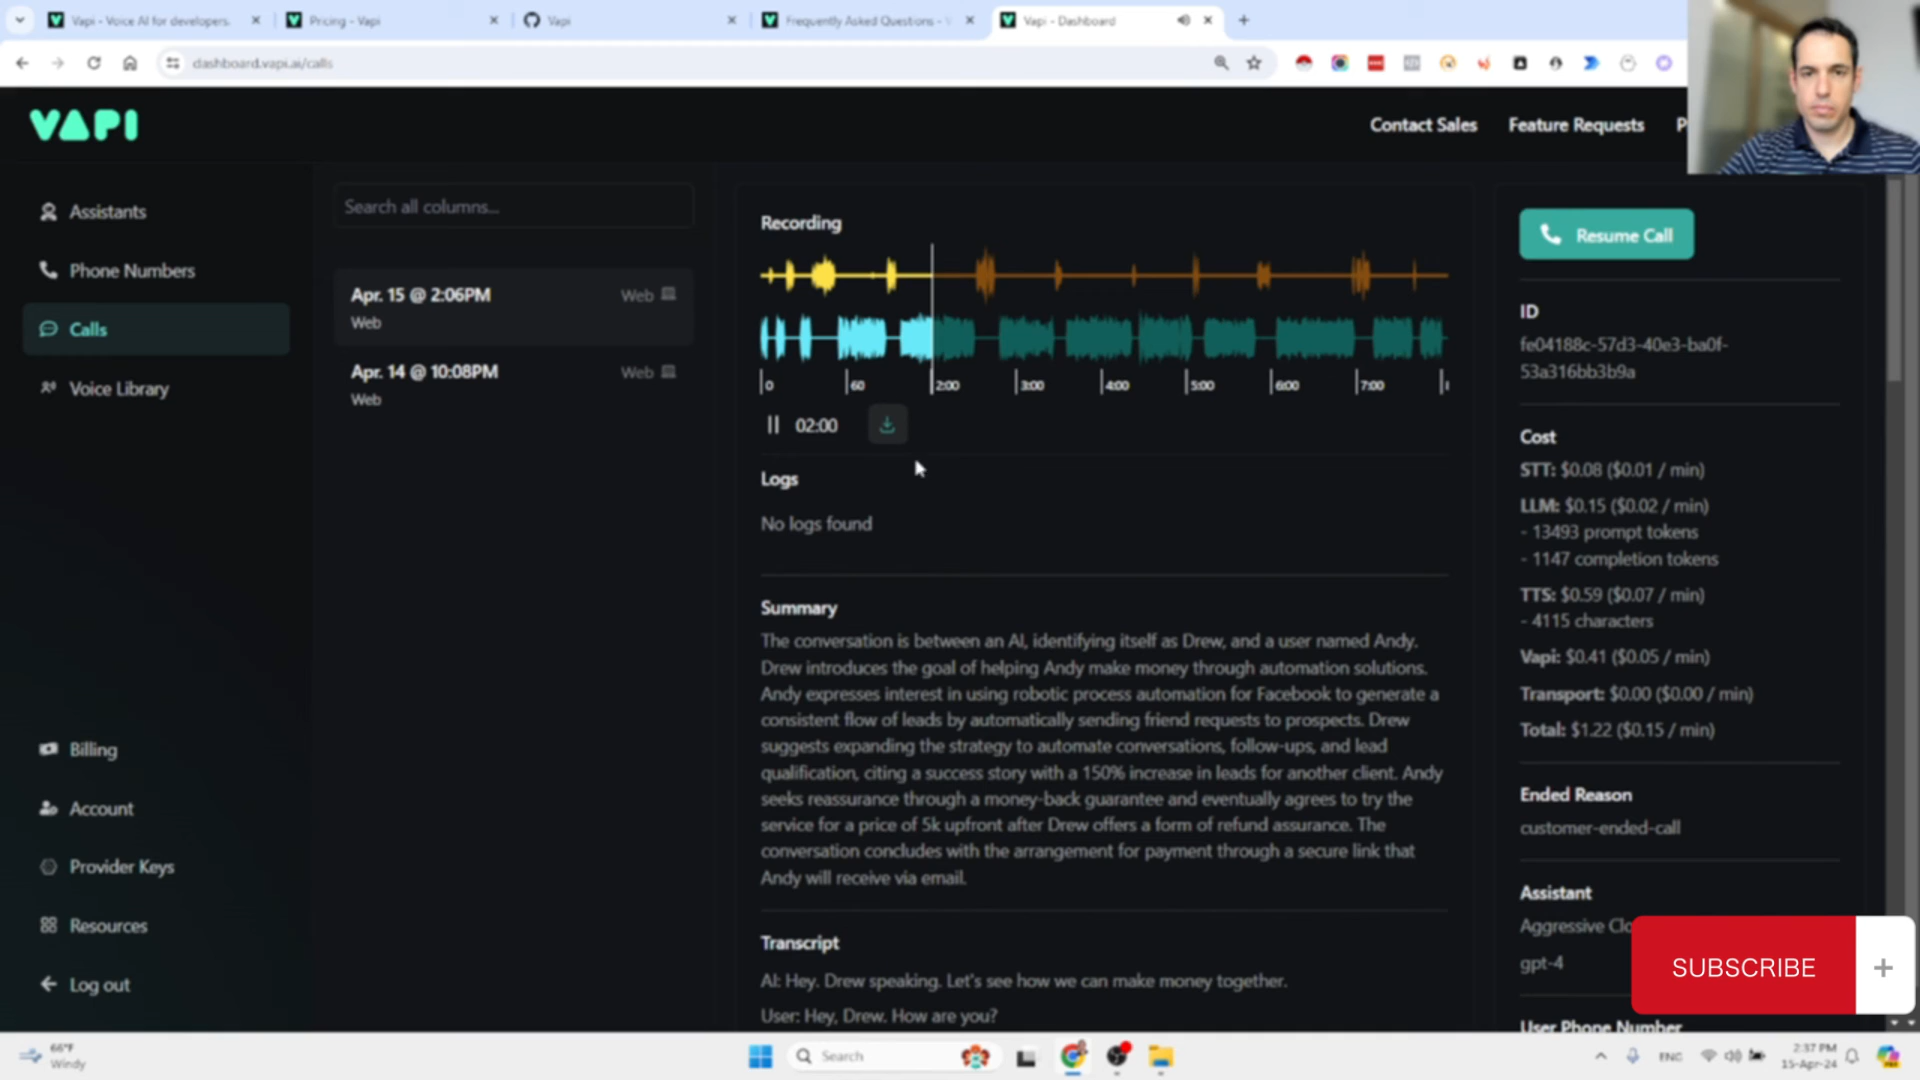 Vapi - Voice AI for developers.
Pricing - Vapi
Vapi
Frequently Asked Questions -
Vapi - Dashboard
dashboard.vapi.ai/calls
VAPI
Contact Sales
Feature Requests
P
Assistants
Phone Numbers
Calls
Voice Library
Billing
Account
Provider Keys
Resources
Log out
Search all columns...
Apr. 15 @ 2:06PM
Web
Web
Apr. 14 @ 10:08PM
Web
Web
Recording
0 60 2:00 3:00 4:00 5:00 6:00 7:00
02:00
Logs
No logs found
Summary
The conversation is between an AI, identifying itself as Drew, and a user named Andy.
Drew introduces the goal of helping Andy make money through automation solutions.
Andy expresses interest in using robotic process automation for Facebook to generate a
consistent flow of leads by automatically sending friend requests to prospects. Drew
suggests expanding the strategy to automate conversations, follow-ups, and lead
qualification, citing a success story with a 150% increase in leads for another client. Andy
seeks reassurance through a money-back guarantee and eventually agrees to try the
service for a price of 5k upfront after Drew offers a form of refund assurance. The
conversation concludes with the arrangement for payment through a secure link that
Andy will receive via email.
Transcript
AI: Hey. Drew speaking. Let's see how we can make money together.
User: Hey, Drew. How are you?
Resume Call
ID
fe04188c-57d3-40e3-ba0f-
53a316bb3b9a
Cost
STT: $0.08 ($0.01 / min)
LLM: $0.15 ($0.02 / min)
- 13493 prompt tokens
- 1147 completion tokens
TTS: $0.59 ($0.07 / min)
- 4115 characters
Vapi: $0.41 ($0.05 / min)
Transport: $0.00 ($0.00 / min)
Total: $1.22 ($0.15 / min)
Ended Reason
customer-ended-call
Assistant
Aggressive Clo
gpt-4
User Phone Number
SUBSCRIBE +
66°F
Windy
Search
ENG
2:37 PM
15-Apr-24